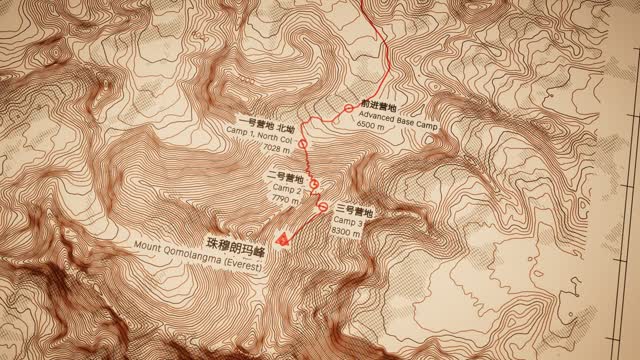 前进营地
Advanced Base Camp
6500 m
一号营地 北坳
Camp 1, North Col
7028 m
二号营地
Camp 2
7790 m
三号营地
Camp 3
8300 m
珠穆朗玛峰
Mount Qomolangma (Everest)